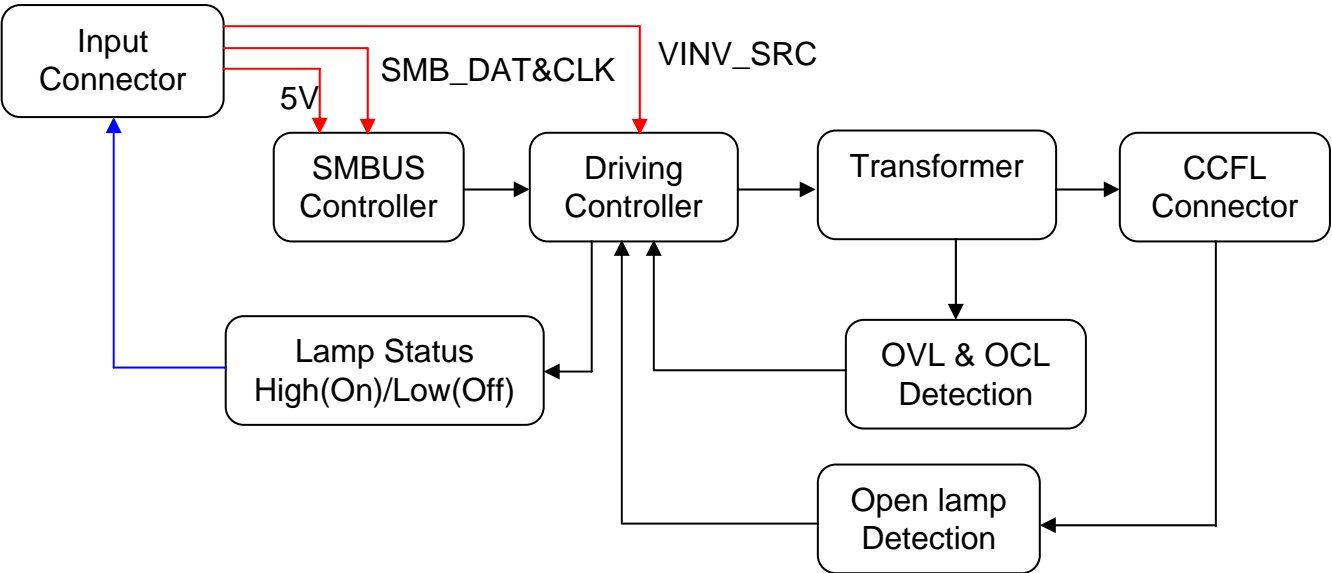 Input
Connector
VINV_SRC
SMB_DAT&CLK
5V
SMBUS
Controller
Driving
Controller
Transformer
CCFL
Connector
Lamp Status
High(On)/Low(Off)
OVL & OCL
Detection
Open lamp
Detection